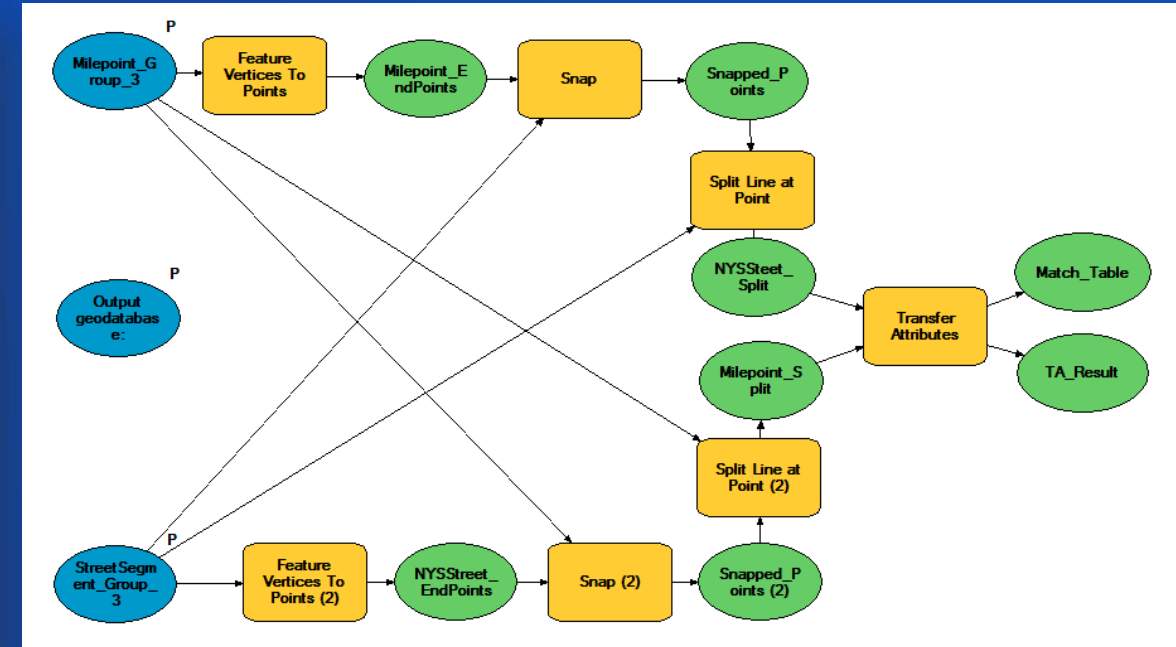 P
Milepoint_G
roup_3
Feature
Vertices To
Points
Milepoint_E
ndPoints
Snap
Snapped_P
oints
Split Line at
Point
NYSSteet_
Split
P
Output
geodatabas
e:
Transfer
Attributes
Match_Table
TA_Result
Milepoint_S
plit
Split Line at
Point (2)
P
StreetSegm
ent_Group_
3
Feature
Vertices To
Points (2)
NYSStreet_
EndPoints
Snap (2)
Snapped_P
oints (2)